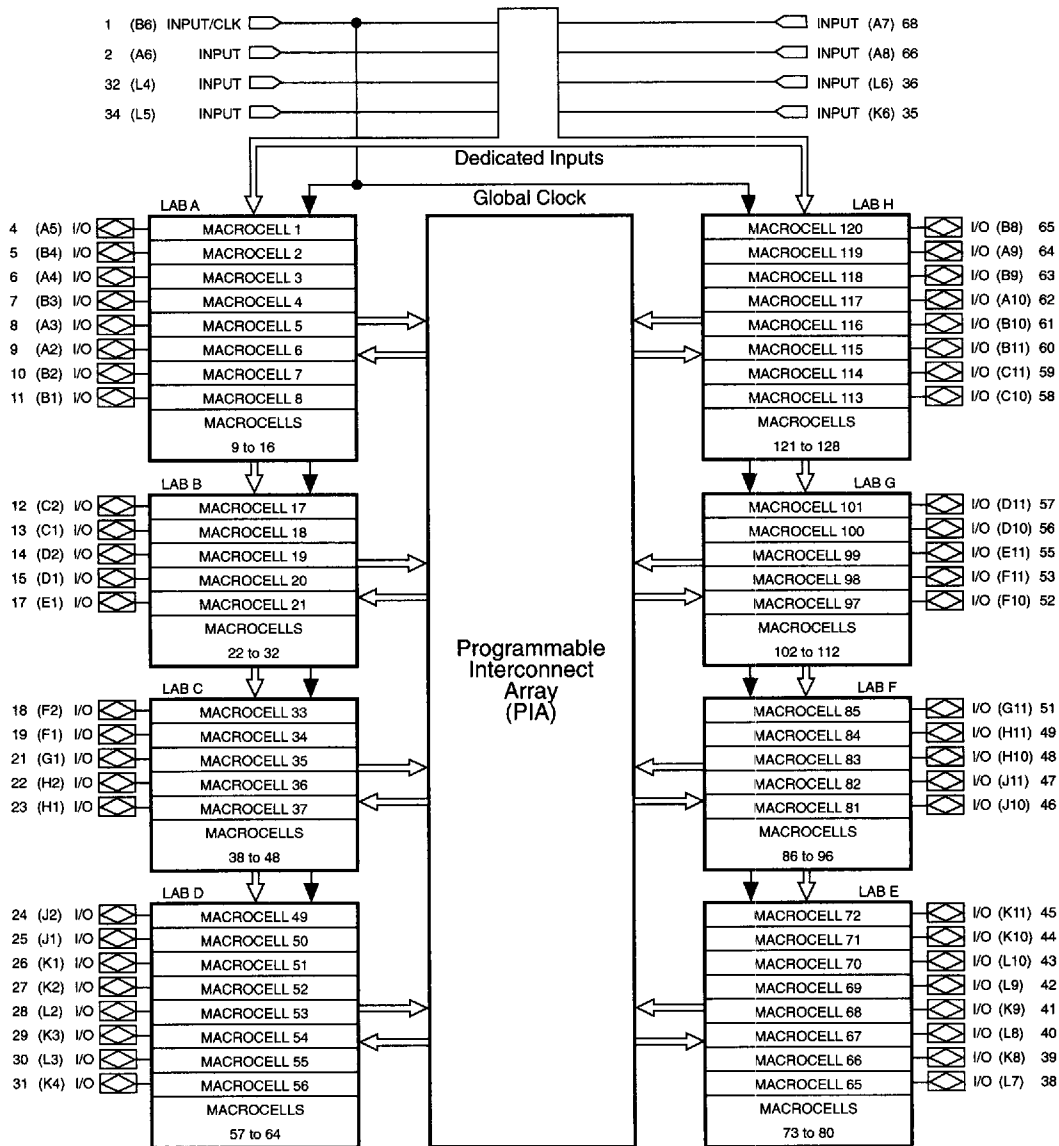 1 (B6) INPUT/CLK
INPUT (A7) 68
2 (A6) INPUT
INPUT (A8) 66
32 (L4) INPUT
INPUT (L6) 36
34 (L5) INPUT
INPUT (K6) 35
Dedicated Inputs
Global Clock
LAB A
4 (A5) I/O MACROCELL 1
5 (B4) I/O MACROCELL 2
6 (A4) I/O MACROCELL 3
7 (B3) I/O MACROCELL 4
8 (A3) I/O MACROCELL 5
9 (A2) I/O MACROCELL 6
10 (B2) I/O MACROCELL 7
11 (B1) I/O MACROCELL 8
MACROCELLS
9 to 16
LAB B
12 (C2) I/O MACROCELL 17
13 (C1) I/O MACROCELL 18
14 (D2) I/O MACROCELL 19
15 (D1) I/O MACROCELL 20
17 (E1) I/O MACROCELL 21
MACROCELLS
22 to 32
LAB C
18 (F2) I/O MACROCELL 33
19 (F1) I/O MACROCELL 34
21 (G1) I/O MACROCELL 35
22 (H2) I/O MACROCELL 36
23 (H1) I/O MACROCELL 37
MACROCELLS
38 to 48
LAB D
24 (J2) I/O MACROCELL 49
25 (J1) I/O MACROCELL 50
26 (K1) I/O MACROCELL 51
27 (K2) I/O MACROCELL 52
28 (L2) I/O MACROCELL 53
29 (K3) I/O MACROCELL 54
30 (L3) I/O MACROCELL 55
31 (K4) I/O MACROCELL 56
MACROCELLS
57 to 64
Programmable
Interconnect
Array
(PIA)
LAB H
MACROCELL 120 I/O (B8) 65
MACROCELL 119 I/O (A9) 64
MACROCELL 118 I/O (B9) 63
MACROCELL 117 I/O (A10) 62
MACROCELL 116 I/O (B10) 61
MACROCELL 115 I/O (B11) 60
MACROCELL 114 I/O (C11) 59
MACROCELL 113 I/O (C10) 58
MACROCELLS
121 to 128
LAB G
MACROCELL 101 I/O (D11) 57
MACROCELL 100 I/O (D10) 56
MACROCELL 99 I/O (E11) 55
MACROCELL 98 I/O (F11) 53
MACROCELL 97 I/O (F10) 52
MACROCELLS
102 to 112
LAB F
MACROCELL 85 I/O (G11) 51
MACROCELL 84 I/O (H11) 49
MACROCELL 83 I/O (H10) 48
MACROCELL 82 I/O (J11) 47
MACROCELL 81 I/O (J10) 46
MACROCELLS
86 to 96
LAB E
MACROCELL 72 I/O (K11) 45
MACROCELL 71 I/O (K10) 44
MACROCELL 70 I/O (L10) 43
MACROCELL 69 I/O (L9) 42
MACROCELL 68 I/O (K9) 41
MACROCELL 67 I/O (L8) 40
MACROCELL 66 I/O (K8) 39
MACROCELL 65 I/O (L7) 38
MACROCELLS
73 to 80